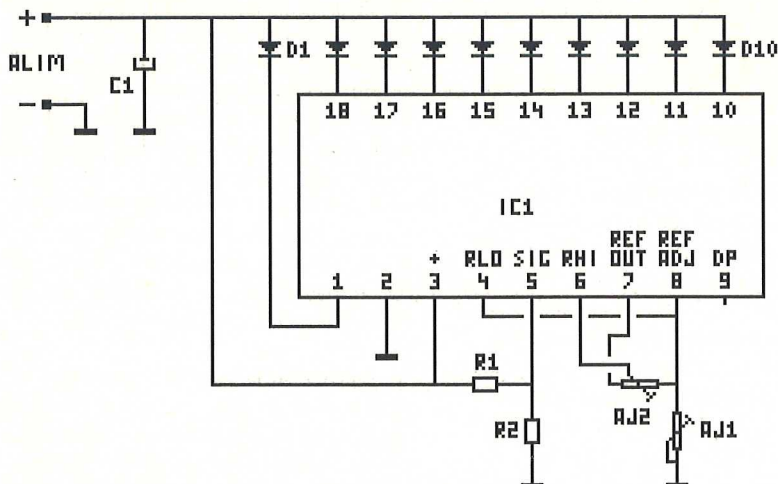 +
ALIM
−
C1
D1
D10
18 17 16 15 14 13 12 11 10
IC1
REF REF
+ RLO SIG RHI OUT ADJ DP
1 2 3 4 5 6 7 8 9
R1
R2
AJ2
AJ1